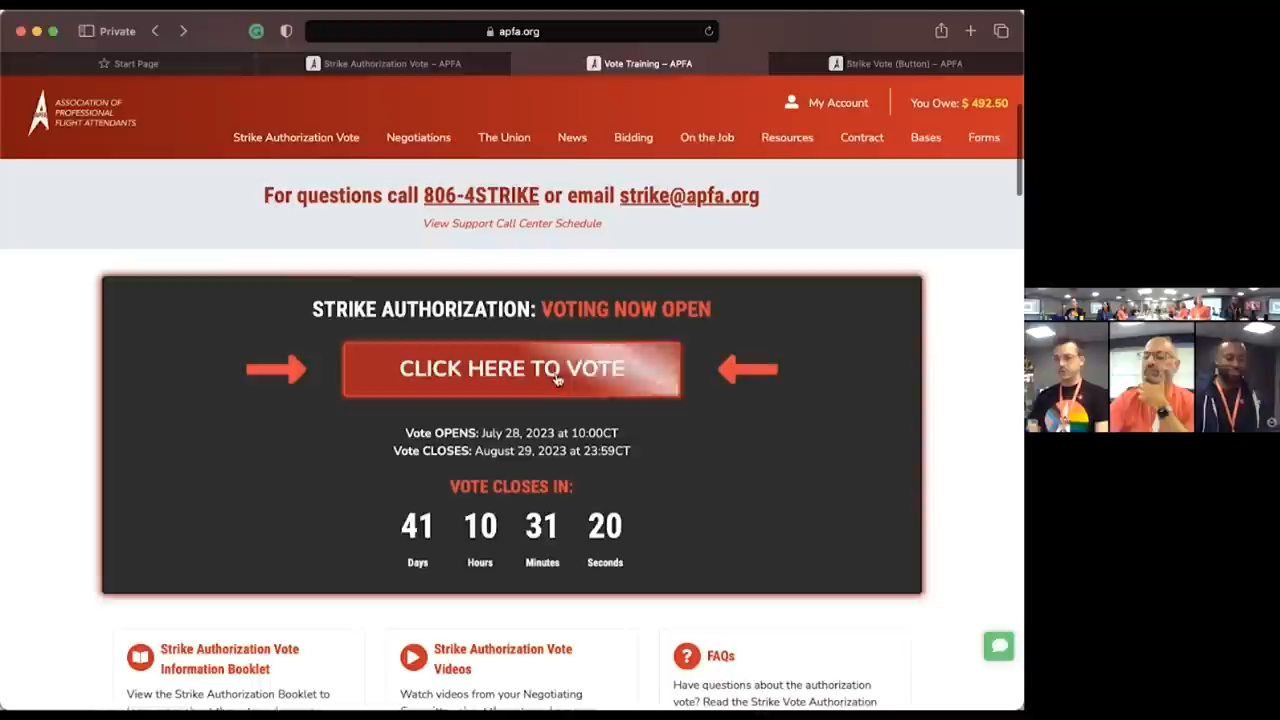 Private
apfa.org
Start Page
Strike Authorization Vote – APFA
Vote Training – APFA
Strike Vote (Button) – APFA
ASSOCIATION OF
PROFESSIONAL
FLIGHT ATTENDANTS
My Account
You Owe: $ 492.50
Strike Authorization Vote
Negotiations
The Union
News
Bidding
On the Job
Resources
Contract
Bases
Forms
For questions call 806-4STRIKE or email strike@apfa.org
View Support Call Center Schedule
STRIKE AUTHORIZATION: VOTING NOW OPEN
CLICK HERE TO VOTE
Vote OPENS: July 28, 2023 at 10:00CT
Vote CLOSES: August 29, 2023 at 23:59CT
VOTE CLOSES IN:
41 10 31 20
Days Hours Minutes Seconds
Strike Authorization Vote
Information Booklet
View the Strike Authorization Booklet to
Strike Authorization Vote
Videos
Watch videos from your Negotiating
FAQs
Have questions about the authorization
vote? Read the Strike Vote Authorization